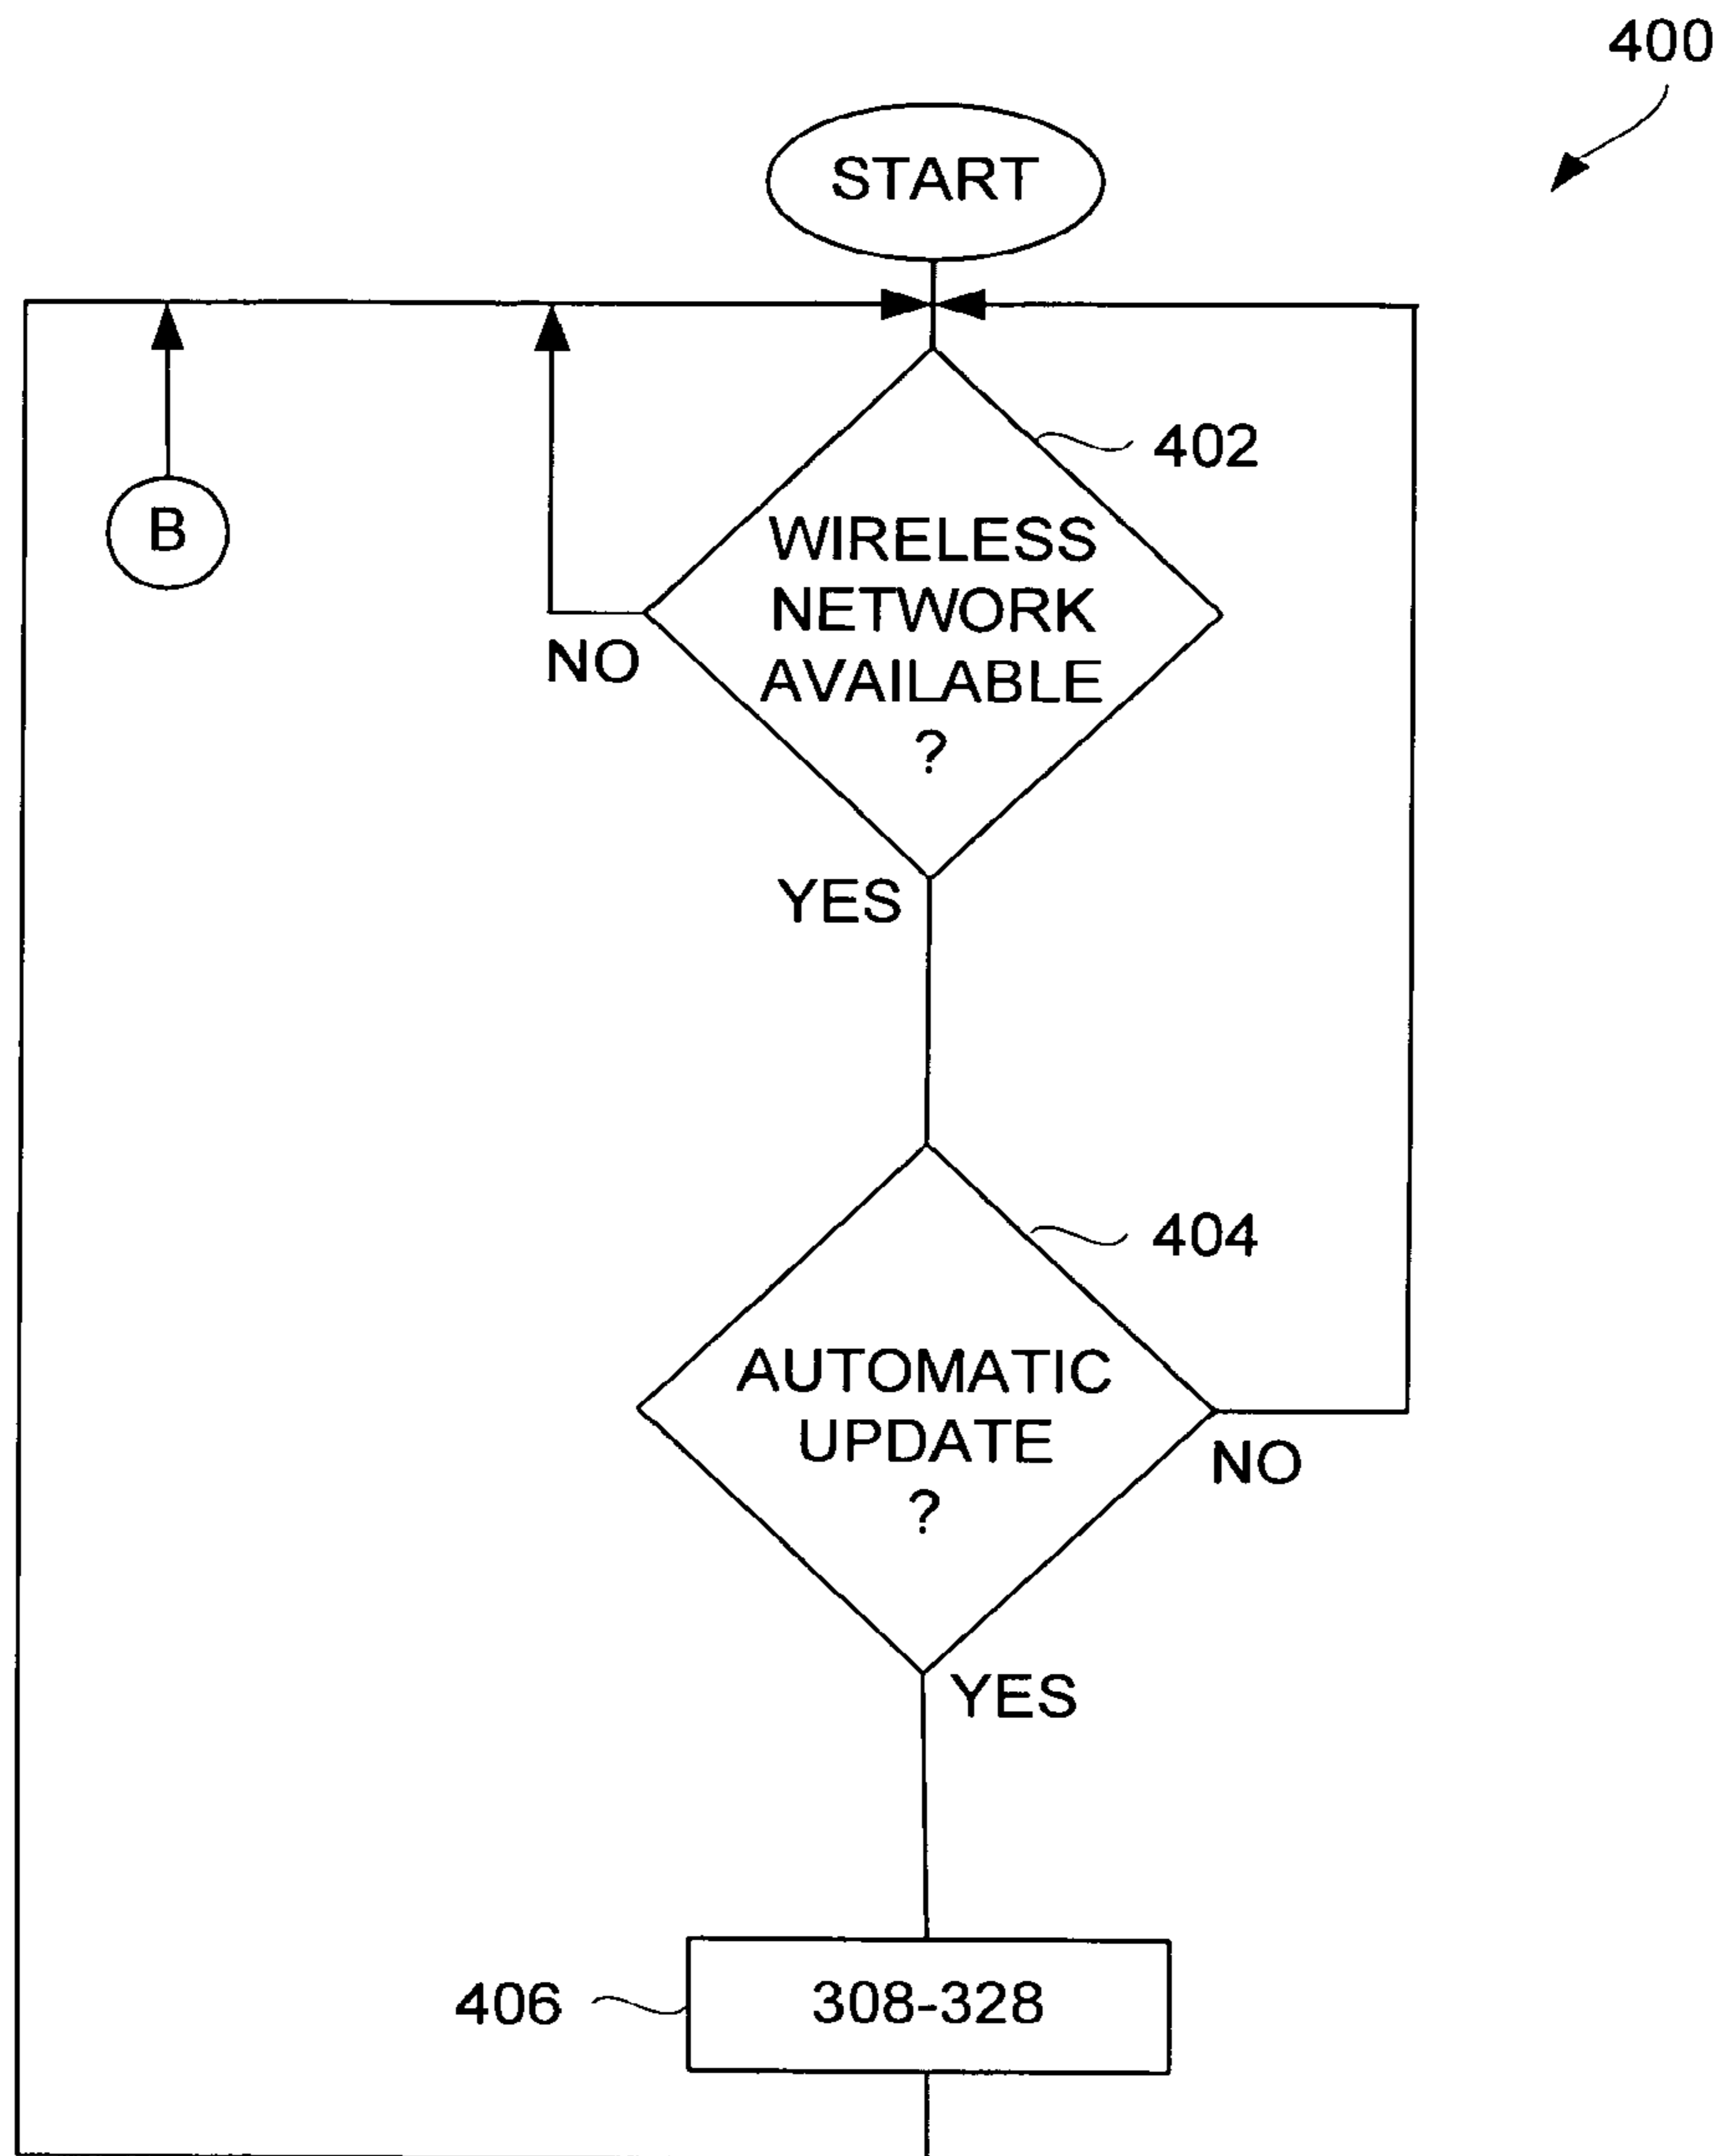 400
START
402
B
WIRELESS
NETWORK
AVAILABLE
?
NO
YES
404
AUTOMATIC
UPDATE
?
NO
YES
406
308-328